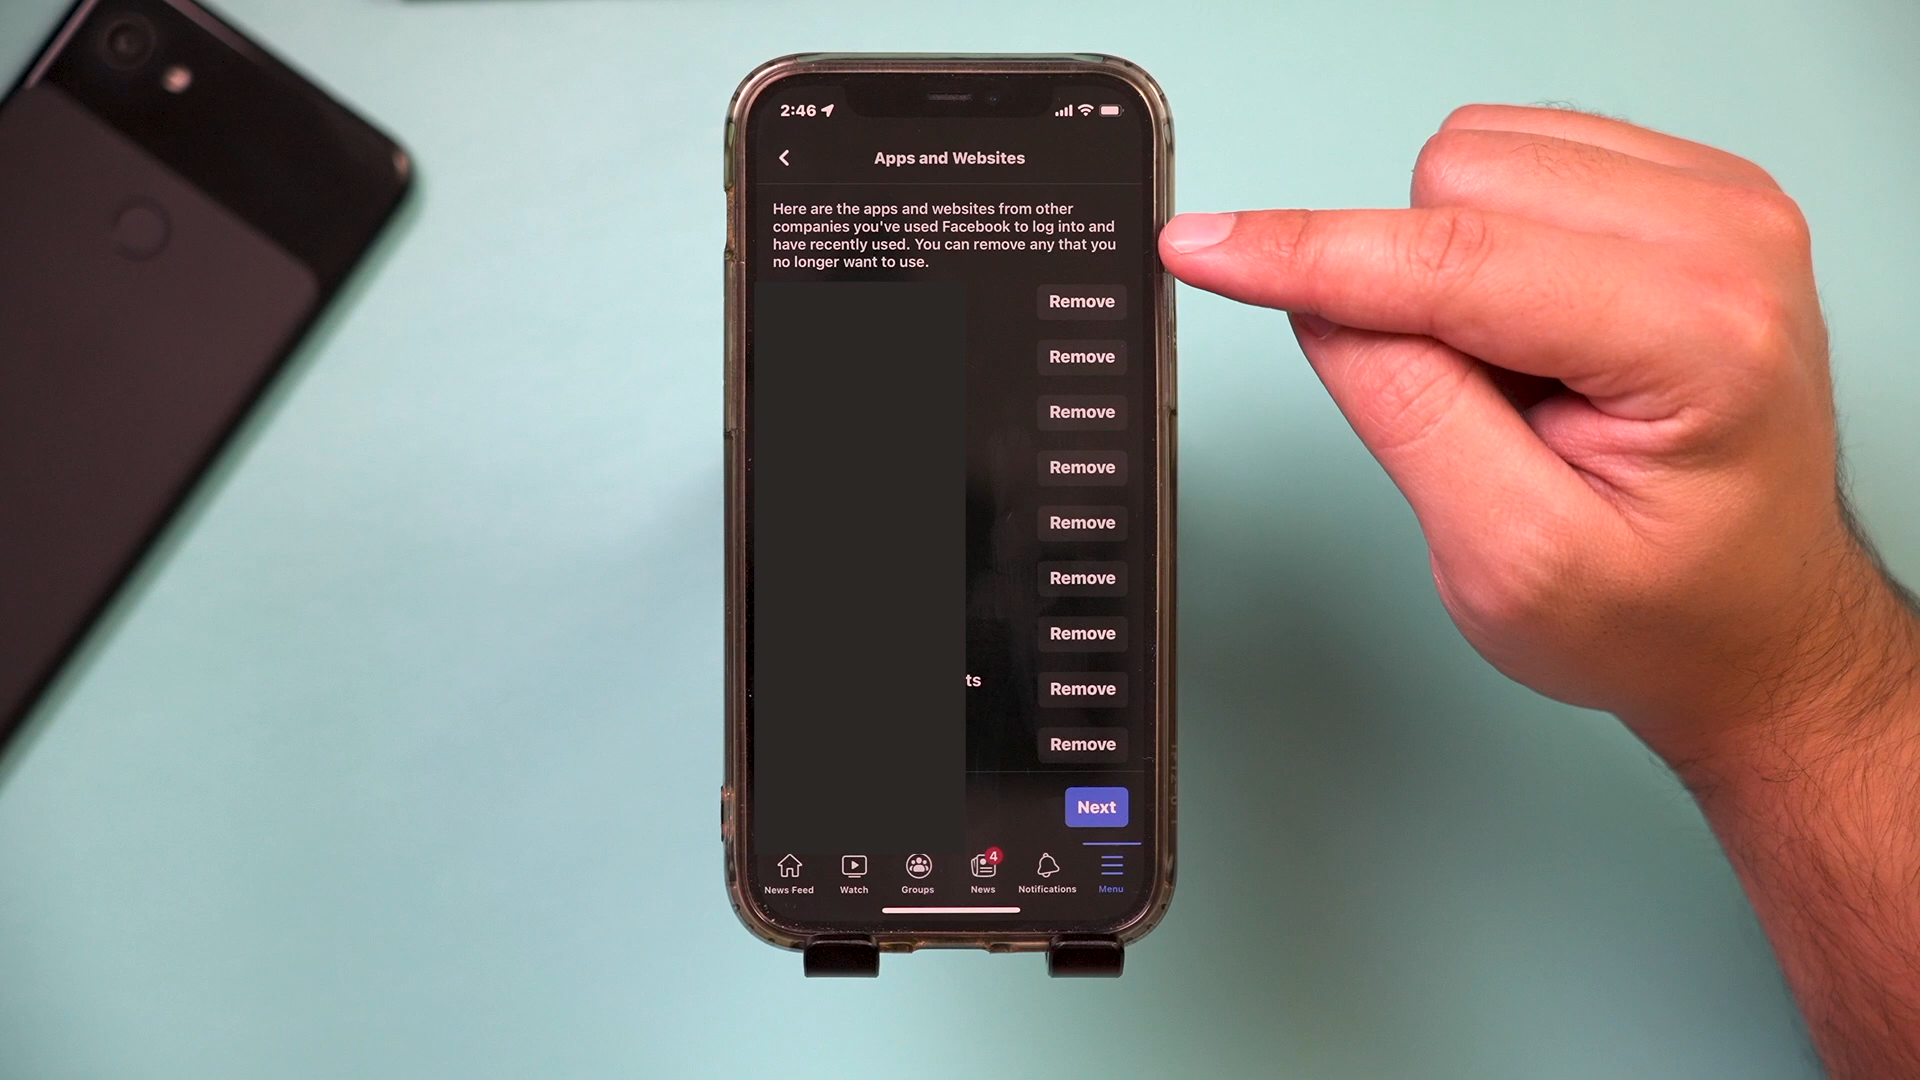 2:46
Apps and Websites
Here are the apps and websites from other
companies you've used Facebook to log into and
have recently used. You can remove any that you
no longer want to use.
Remove
Remove
Remove
Remove
Remove
Remove
Remove
ts
Remove
Remove
Next
4
News Feed
Watch
Groups
News
Notifications
Menu